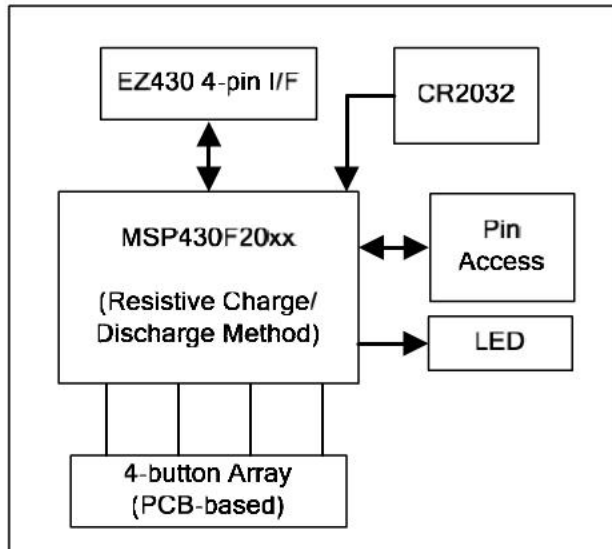 EZ430 4-pin I/F
CR2032
MSP430F20xx
(Resistive Charge/
Discharge Method)
Pin
Access
LED
4-button Array
(PCB-based)